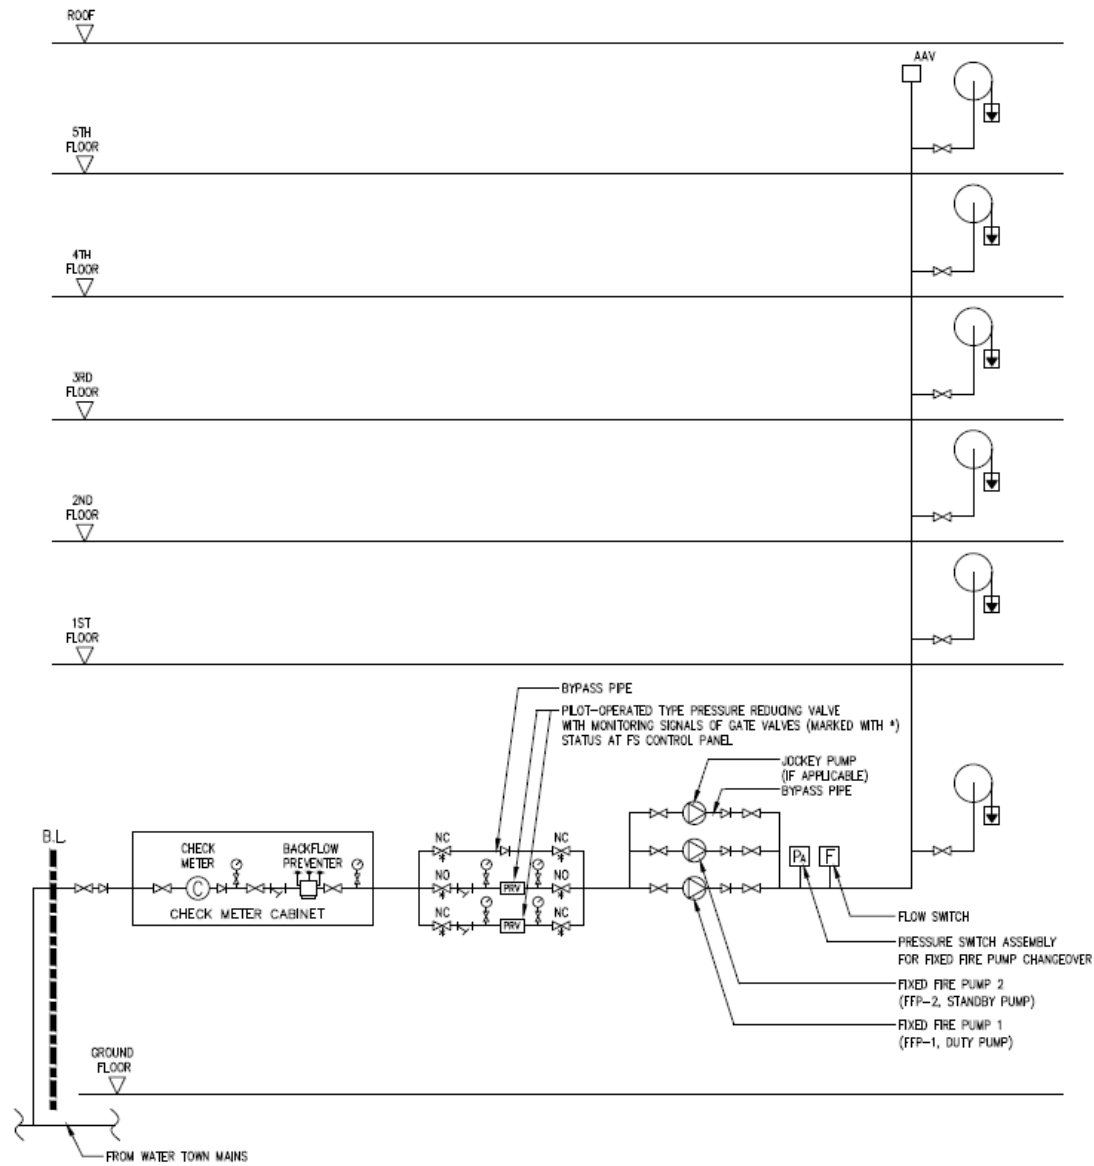 ROOF
AAV
5TH
FLOOR
4TH
FLOOR
3RD
FLOOR
2ND
FLOOR
1ST
FLOOR
BYPASS PIPE
PILOT-OPERATED TYPE PRESSURE REDUCING VALVE
WITH MONITORING SIGNALS OF GATE VALVES (MARKED WITH *)
STATUS AT FS CONTROL PANEL
JOCKEY PUMP
(IF APPLICABLE)
BYPASS PIPE
B.L.
CHECK
METER
BACKFLOW
PREVENTER
C
CHECK METER CABINET
NC
NC
NO
PRV
NO
NC
PRV
NC
PA
F
FLOW SWITCH
PRESSURE SWITCH ASSEMBLY
FOR FIXED FIRE PUMP CHANGEOVER
FIXED FIRE PUMP 2
(FFP-2, STANDBY PUMP)
FIXED FIRE PUMP 1
(FFP-1, DUTY PUMP)
GROUND
FLOOR
FROM WATER TOWN MAINS